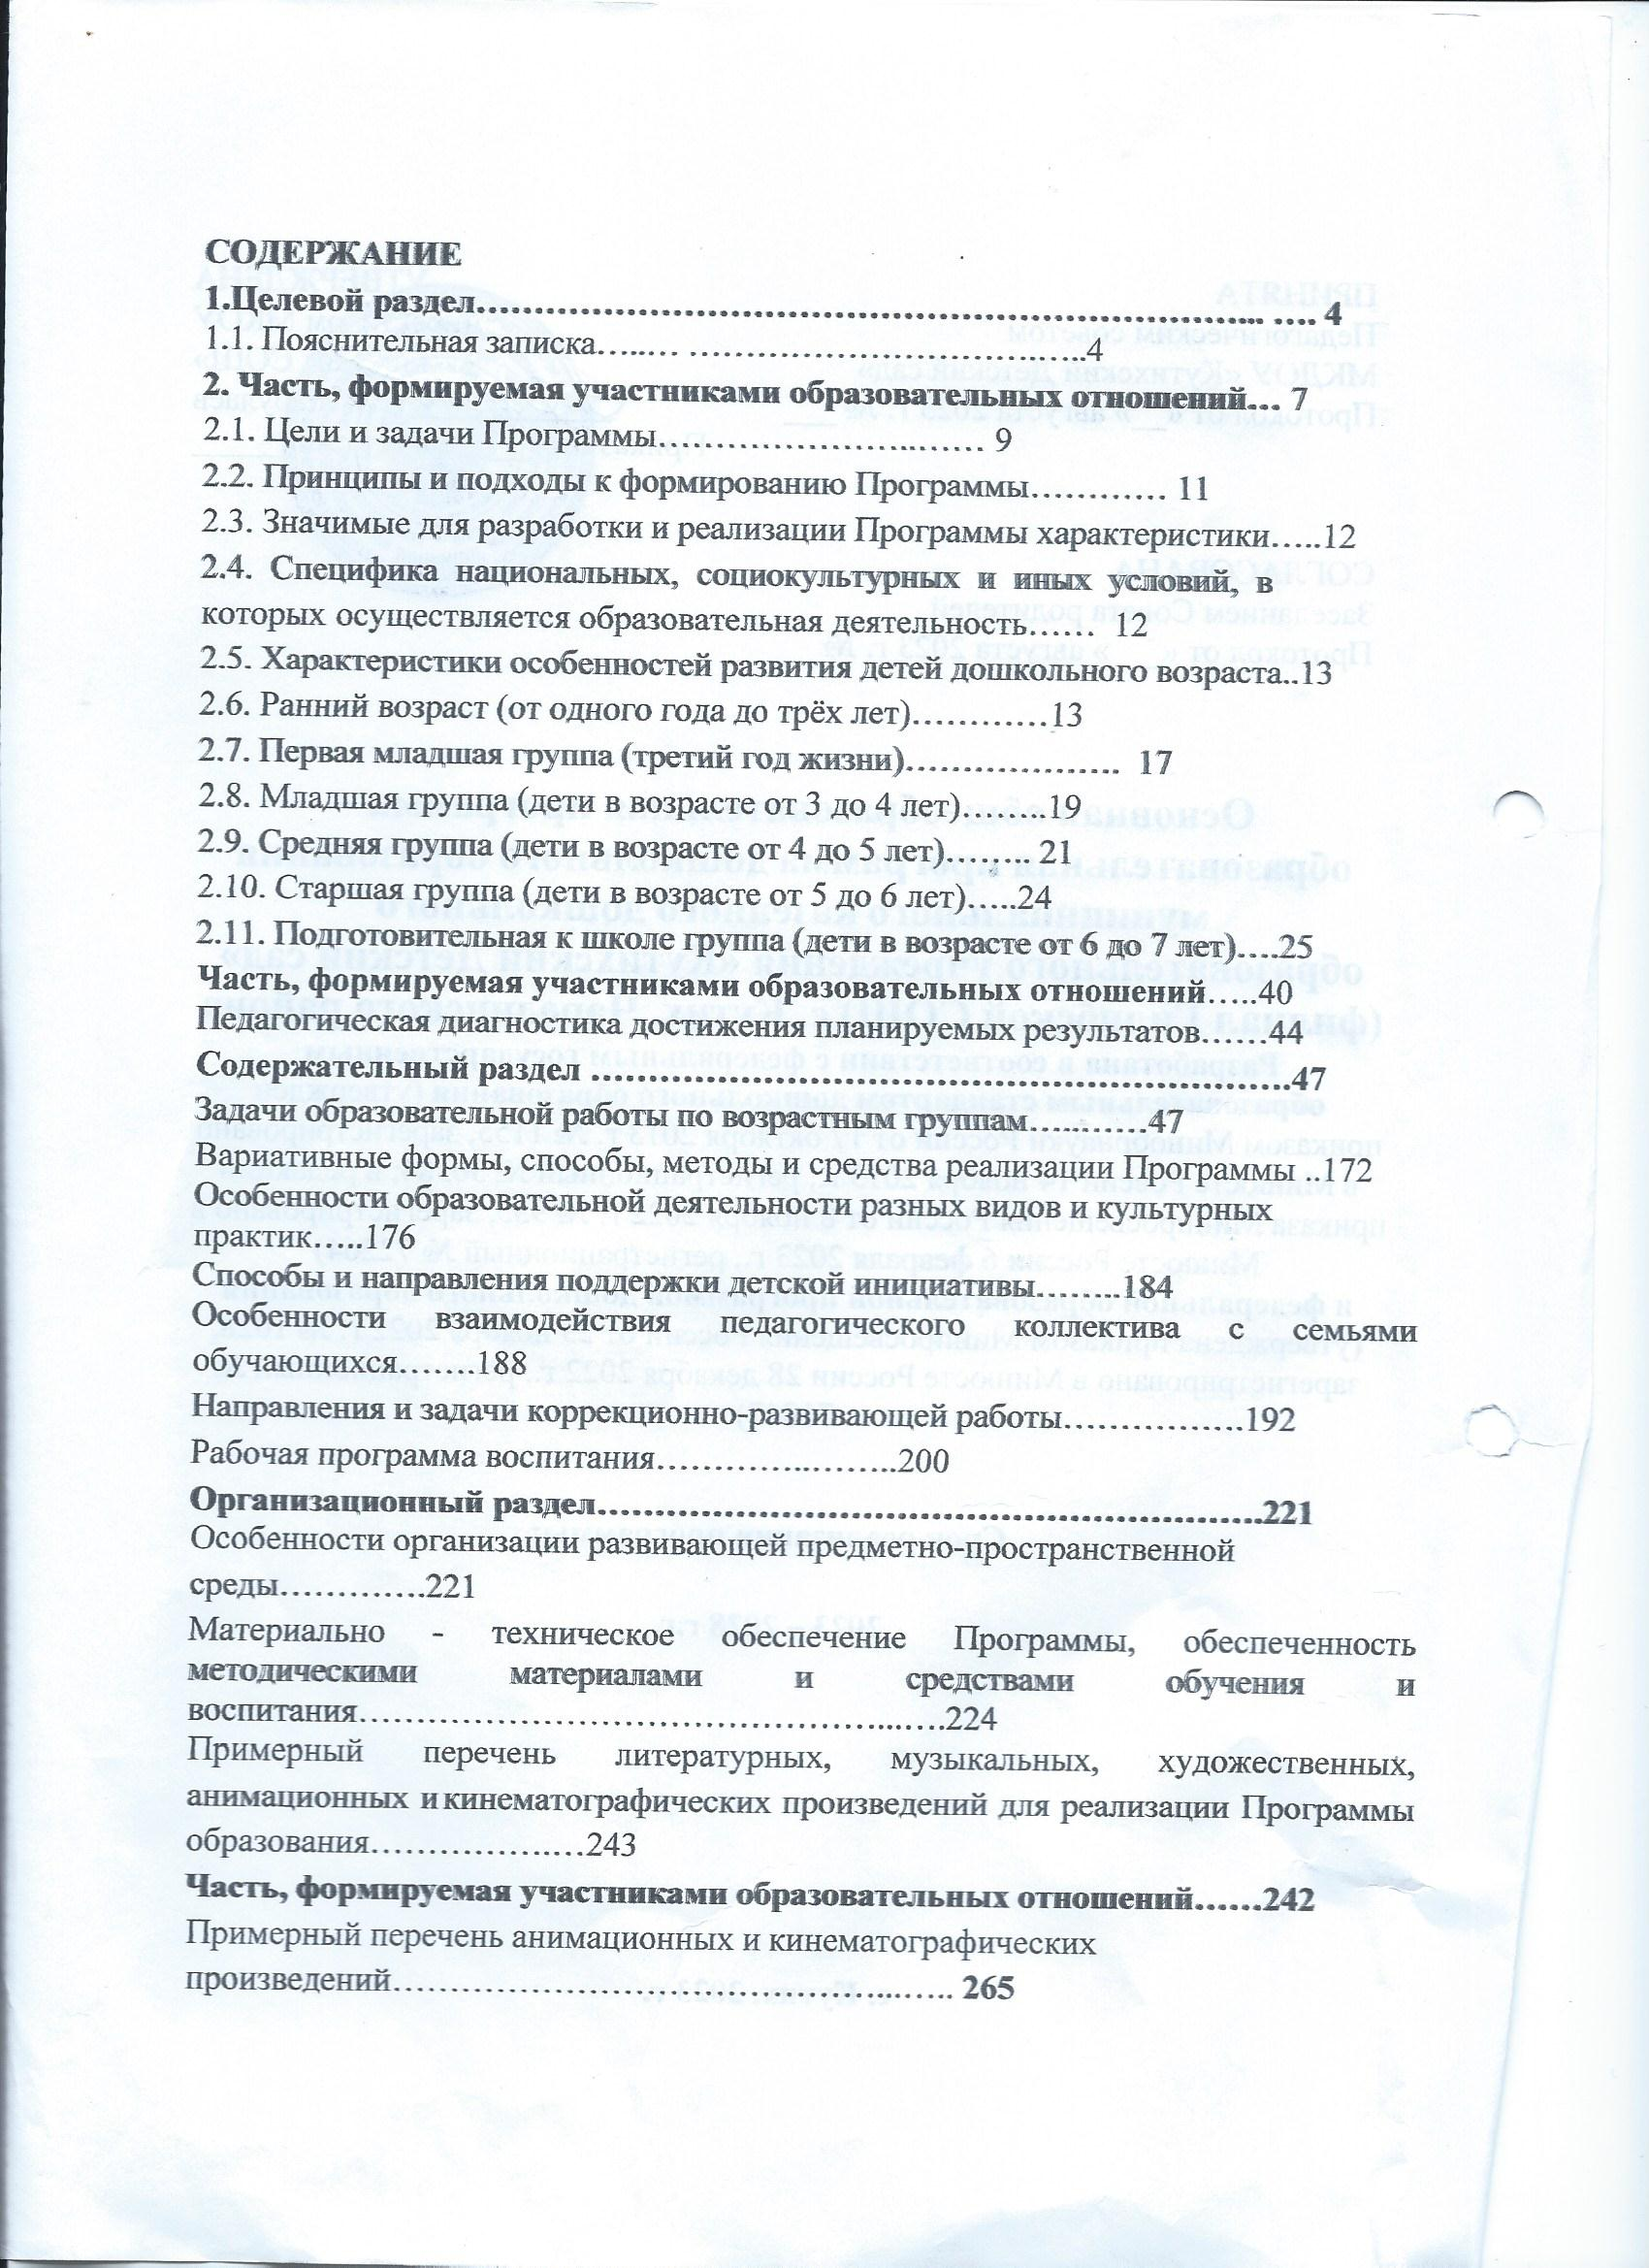 СОДЕРЖАНИЕ
1.Целевой раздел…………………………………………………………………….. …. 4
1.1. Пояснительная записка…..…. ………………………………..…..4
2. Часть, формируемая участниками образовательных отношений… 7
2.1. Цели и задачи Программы…………………..……… 9
2.2. Принципы и подходы к формированию Программы………… 11
2.3. Значимые для разработки и реализации Программы характеристики…..12
2.4. Специфика национальных, социокультурных и иных условий, в
которых осуществляется образовательная деятельность…… 12
2.5. Характеристики особенностей развития детей дошкольного возраста..13
2.6. Ранний возраст (от одного года до трёх лет)…………13
2.7. Первая младшая группа (третий год жизни)………………. 17
2.8. Младшая группа (дети в возрасте от 3 до 4 лет)……..19
2.9. Средняя группа (дети в возрасте от 4 до 5 лет)…….. 21
2.10. Старшая группа (дети в возрасте от 5 до 6 лет)…..24
2.11. Подготовительная к школе группа (дети в возрасте от 6 до 7 лет)….25
Часть, формируемая участниками образовательных отношений…..40
Педагогическая диагностика достижения планируемых результатов……44
Содержательный раздел ……………………………………………………………..47
Задачи образовательной работы по возрастным группам…..……47
Вариативные формы, способы, методы и средства реализации Программы ..172
Особенности образовательной деятельности разных видов и культурных
практик…..176
Способы и направления поддержки детской инициативы……..184
Особенности взаимодействия педагогического коллектива с семьями
обучающихся…….188
Направления и задачи коррекционно-развивающей работы…………….192
Рабочая программа воспитания…………..……..200
Организационный раздел…………………………………………………………..221
Особенности организации развивающей предметно-пространственной
среды………….221
Материально - техническое обеспечение Программы, обеспеченность
методическими материалами и средствами обучения и
воспитания………………………………………...….224
Примерный перечень литературных, музыкальных, художественных,
анимационных и кинематографических произведений для реализации Программы
образования……………..…243
Часть, формируемая участниками образовательных отношений……242
Примерный перечень анимационных и кинематографических
произведений……………………………………...…… 265